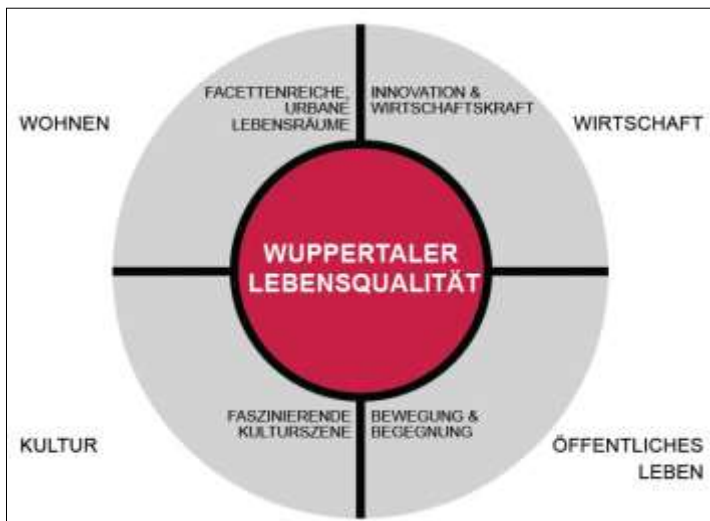 FACETTENREICHE,
URBANE
LEBENSRÄUME
INNOVATION &
WIRTSCHAFTSKRAFT
WOHNEN
WIRTSCHAFT
WUPPERTALER
LEBENSQUALITÄT
FASZINIERENDE
KULTURSZENE
BEWEGUNG &
BEGEGNUNG
KULTUR
ÖFFENTLICHES
LEBEN